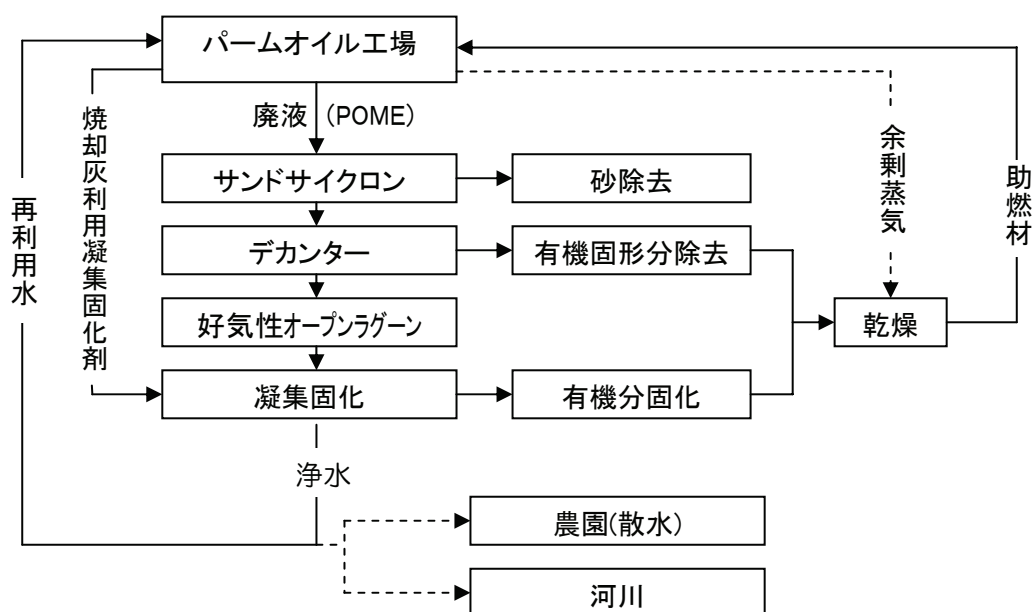 パームオイル工場
廃液 (POME)
焼却灰利用凝集固化剤
再利用水
余剰蒸気
助燃材
サンドサイクロン
砂除去
デカンター
有機固形分除去
好気性オープンラグーン
乾燥
凝集固化
有機分固化
浄水
農園(散水)
河川